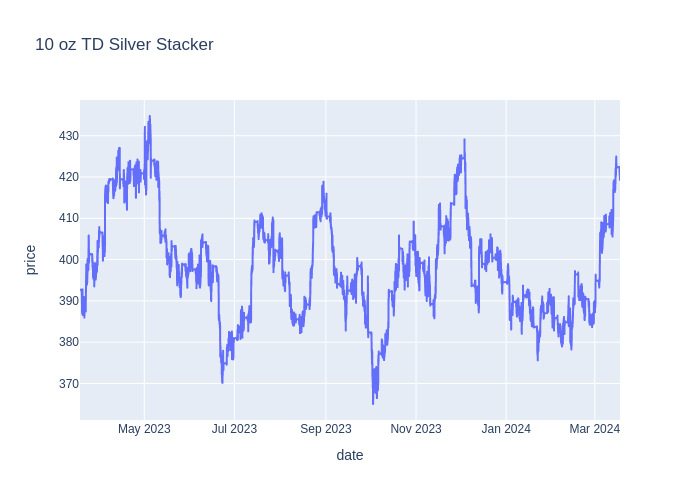 10 oz TD Silver Stacker
430
420
410
400
390
380
370
price
May 2023
Jul 2023
Sep 2023
Nov 2023
Jan 2024
Mar 2024
date